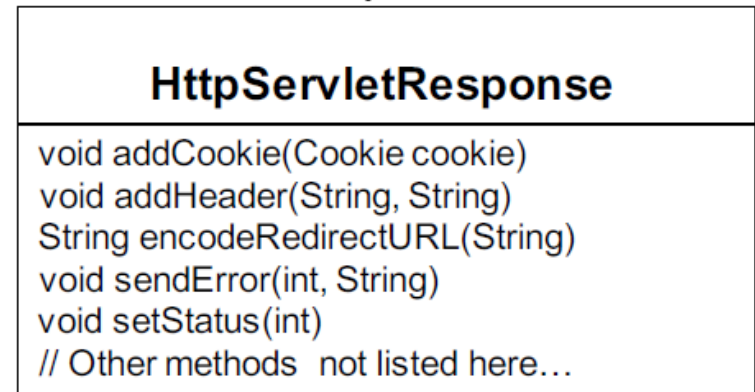 HttpServletResponse
void addCookie(Cookie cookie)
void addHeader(String, String)
String encodeRedirectURL(String)
void sendError(int, String)
void setStatus(int)
// Other methods  not listed here…